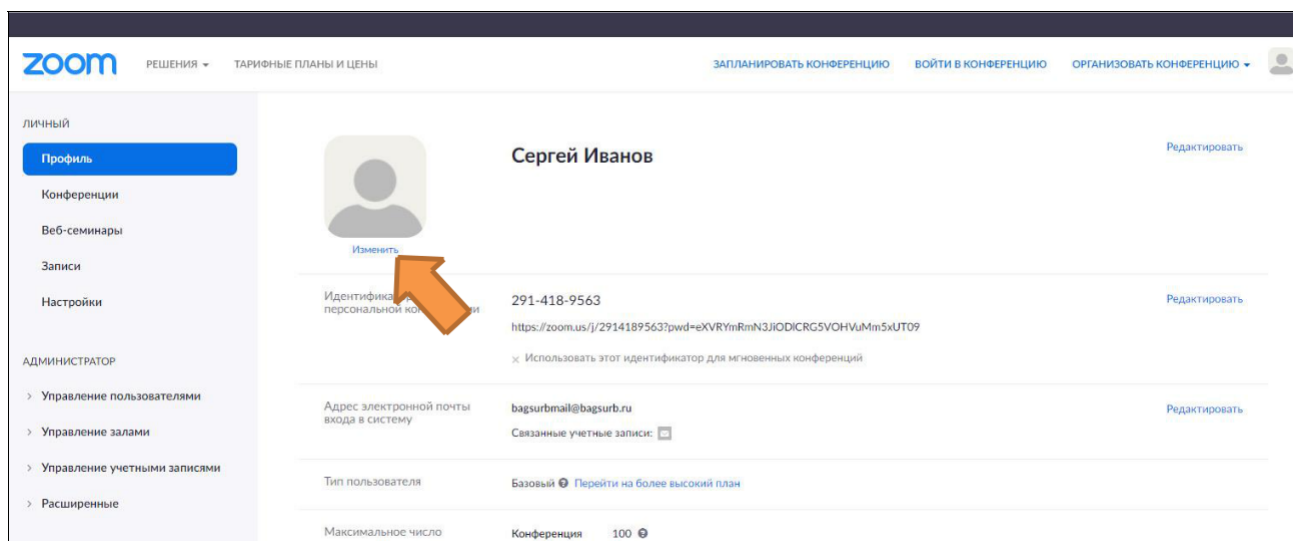 zoom РЕШЕНИЯ ТАРИФНЫЕ ПЛАНЫ И ЦЕНЫ ЗАПЛАНИРОВАТЬ КОНФЕРЕНЦИЮ ВОЙТИ В КОНФЕРЕНЦИЮ ОРГАНИЗОВАТЬ КОНФЕРЕНЦИЮ
ЛИЧНЫЙ
Профиль
Конференции
Веб-семинары
Записи
Настройки
АДМИНИСТРАТОР
Управление пользователями
Управление залами
Управление учетными записями
Расширенные
Сергей Иванов
Редактировать
Изменить
персональной
291-418-9563
Редактировать
https://zoom.us/j/2914189563?pwd=eXVRYmRmN3JiODlCRG5VOHVuMm5xUT09
Использовать этот идентификатор для мгновенных конференций
Адрес электронной почты
входа в систему
bagsurbmail@bagsurb.ru
Редактировать
Связанные учетные записи:
Тип пользователя
Базовый Перейти на более высокий план
Максимальное число
Конференция 100